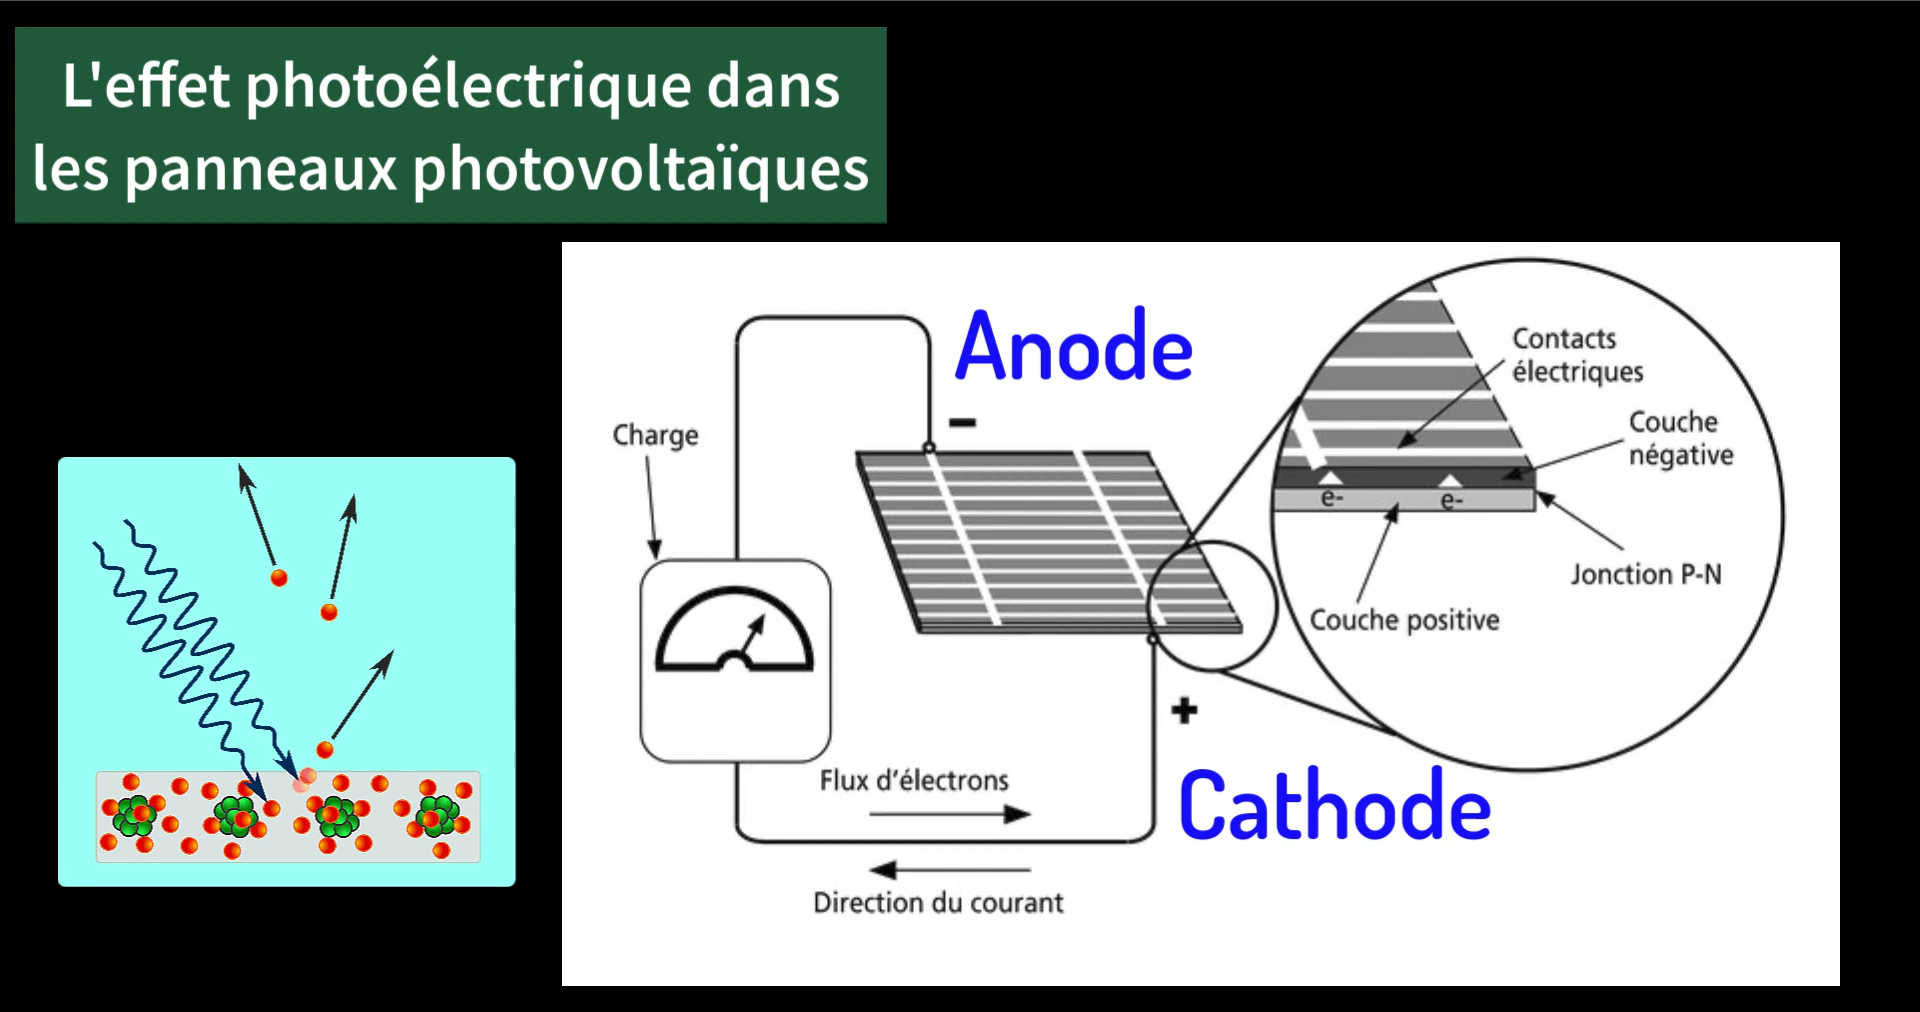 L'effet photoélectrique dans
les panneaux photovoltaïques
Anode
-
Charge
Contacts
électriques
Couche
négative
e-
e-
Jonction P-N
Couche positive
+
Cathode
Flux d'électrons
Direction du courant